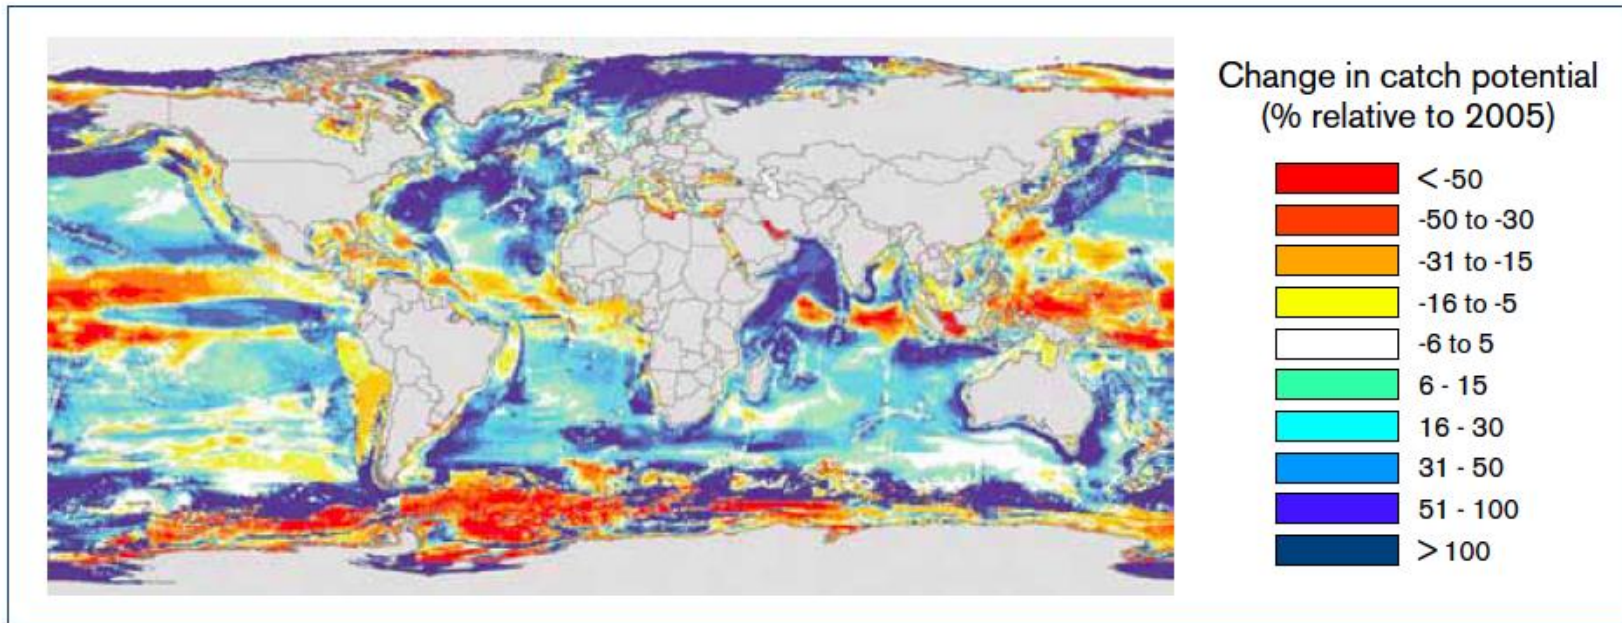 Change in catch potential
(% relative to 2005)
< -50
-50 to -30
-31 to -15
-16 to -5
-6 to 5
6 - 15
16 - 30
31 - 50
51 - 100
> 100